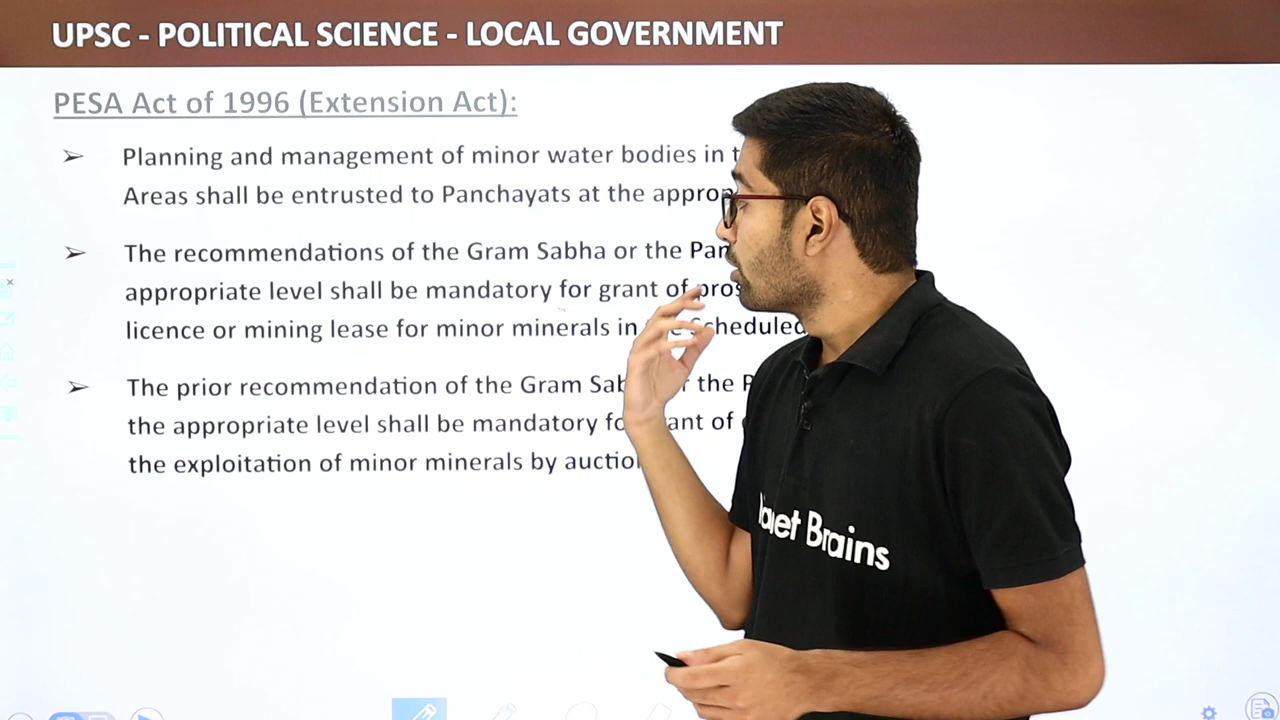 UPSC - POLITICAL SCIENCE - LOCAL GOVERNMENT
PESA Act of 1996 (Extension Act):
➢ Planning and management of minor water bodies in
Areas shall be entrusted to Panchayats at the
➢ The recommendations of the Gram Sabha or the
appropriate level shall be mandatory for grant of
licence or mining lease for minor minerals in Scheduled
➢ The prior recommendation of the Gram the
the appropriate level shall be mandatory of
the exploitation of minor minerals by
Brains